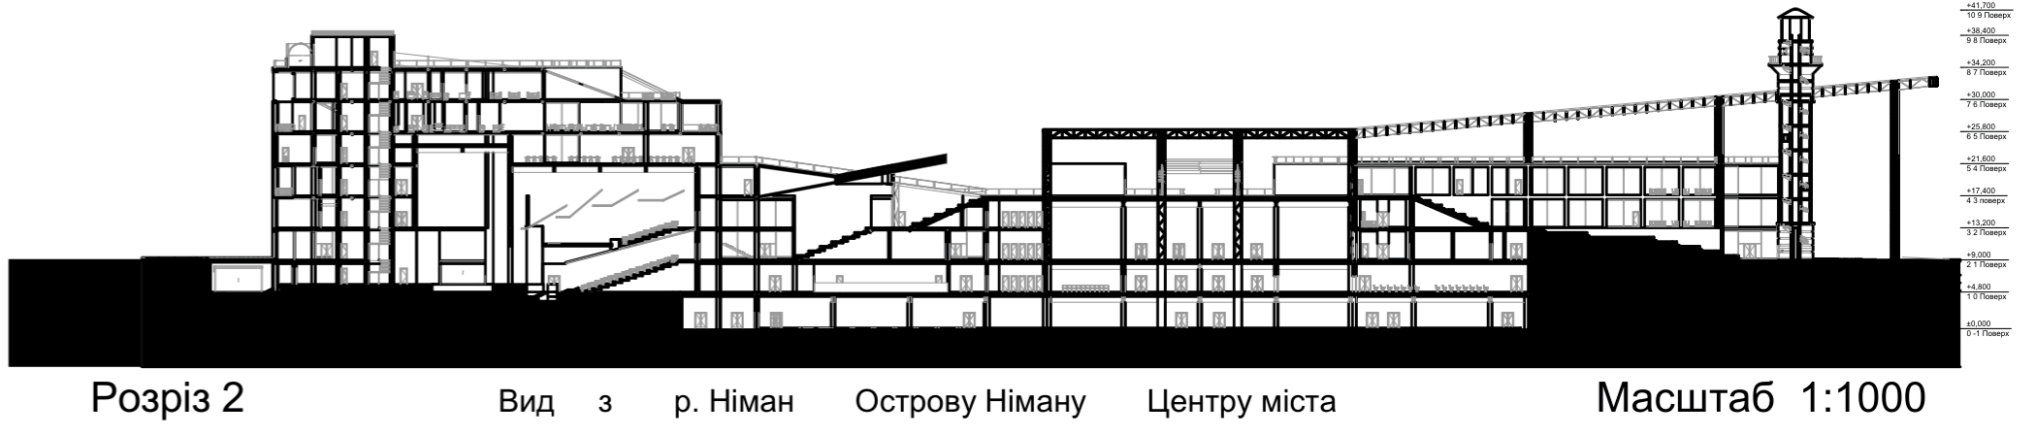 +41,700
10 9 Поверх
+38,400
9 8 Поверх
+34,200
8 7 Поверх
+30,000
7 6 Поверх
+25,800
6 5 Поверх
+21,600
5 4 Поверх
+17,400
4 3 поверх
+13,200
3 2 Поверх
+9,000
2 1 Поверх
+4,800
1 0 Поверх
±0,000
0 -1 Поверх
Розріз 2 Вид з р. Німан Острову Німану Центру міста Масштаб 1:1000